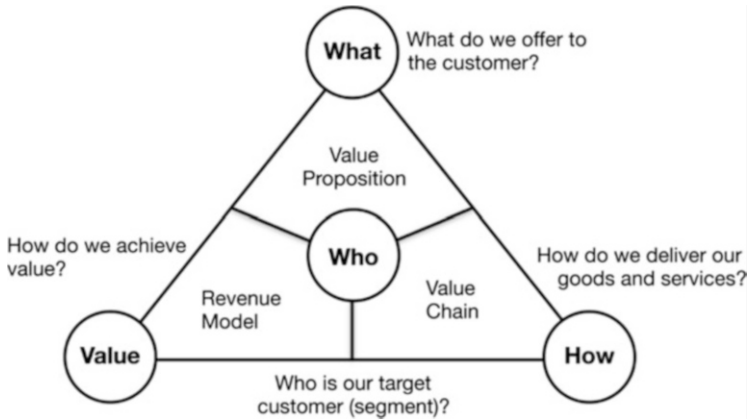 What
What do we offer to
the customer?
Value
Proposition
How do we achieve
value?
Who
How do we deliver our
goods and services?
Revenue
Model
Value
Chain
Value
How
Who is our target
customer (segment)?